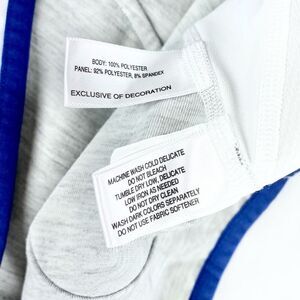 BODY: 100% POLYESTER
PANEL: 92% POLYESTER, 8% SPANDEX
EXCLUSIVE OF DECORATION
MACHINE WASH COLD DELICATE
DO NOT BLEACH
TUMBLE DRY LOW, DELICATE
LOW IRON AS NEEDED
DO NOT DRY CLEAN
WASH DARK COLORS SEPARATELY
DO NOT USE FABRIC SOFTENER